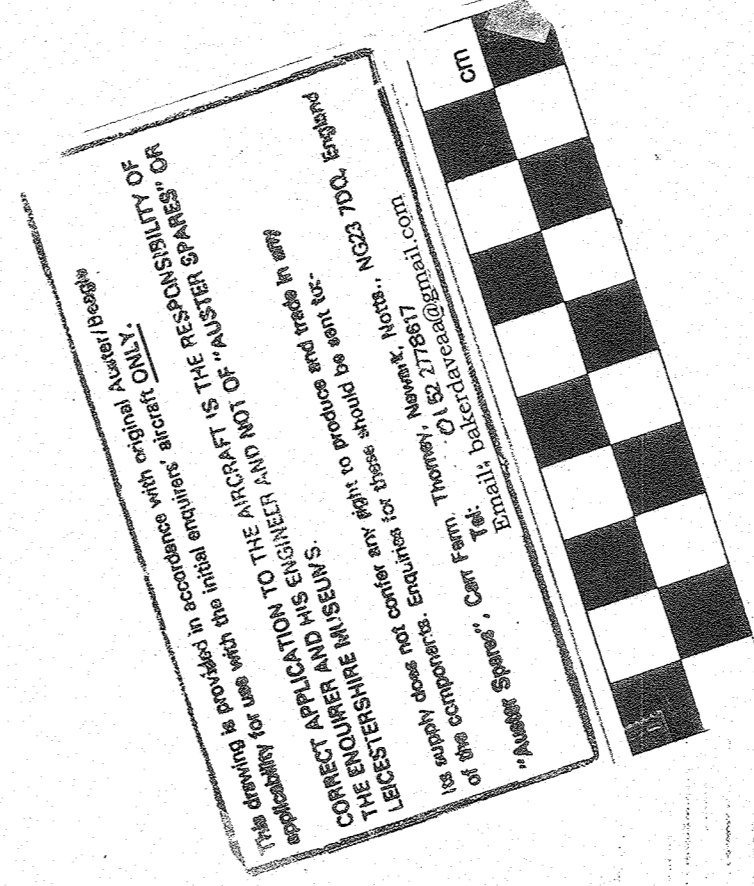 This drawing is provided in accordance with original Auster/Beagle
applicability for use with the initial enquirers' aircraft ONLY.
CORRECT APPLICATION TO THE AIRCRAFT IS THE RESPONSIBILITY OF
THE ENQUIRER AND HIS ENGINEER AND NOT OF "AUSTER SPARES" OR
LEICESTERSHIRE MUSEUMS.
Its supply does not confer any right to produce and trade in any
of the components. Enquiries for these should be sent to:-
"Auster Spares", Carr Farm, Thorney, Newark, Notts., NG23 7DQ, England
Tel: 0152 2778617
Email; bakerdaveaa@gmail.com
cm